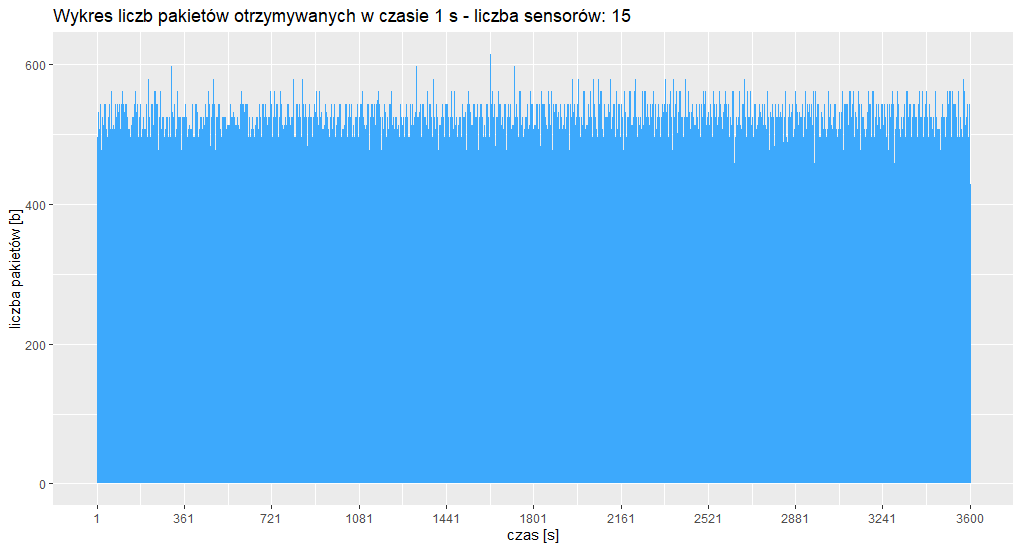 Wykres liczb pakietów otrzymywanych w czasie 1 s - liczba sensorów: 15
600
400
200
0
liczba pakietów [b]
1 361 721 1081 1441 1801 2161 2521 2881 3241 3600
czas [s]